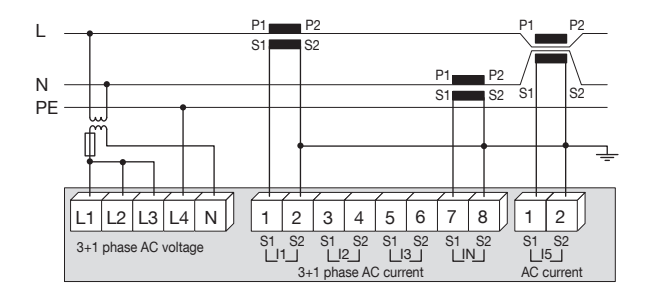 L P1 P2 P1 P2
S1 S2
N P1 P2
S1 S2 S1 S2
PE
L1 L2 L3 L4 N 1 2 3 4 5 6 7 8 1 2
S1 S2 S1 S2 S1 S2 S1 S2 S1 S2
I1 I2 I3 IN I5
3+1 phase AC voltage
3+1 phase AC current AC current